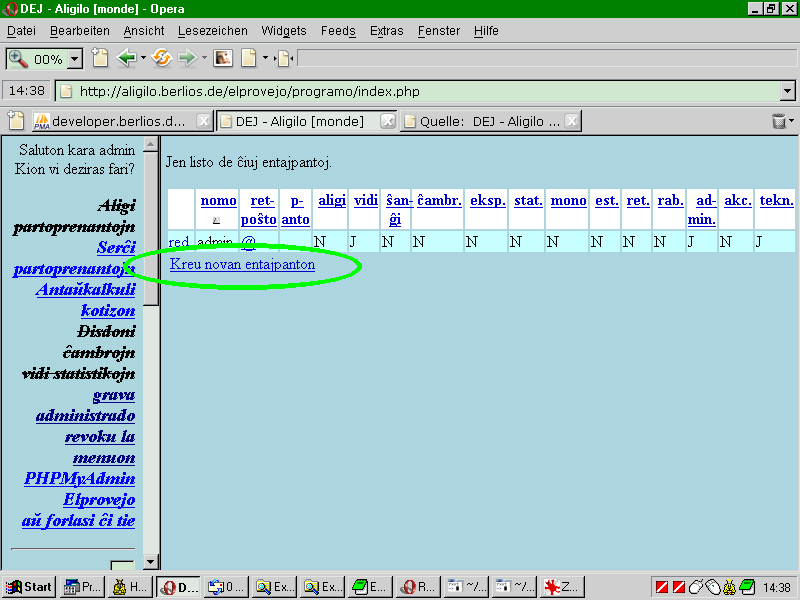 DEJ - Aligilo [monde] - Opera
Datei Bearbeiten Ansicht Lesezeichen Widgets Feeds Extras Fenster Hilfe
00%
14:38 http://aligilo.berlios.de/elprovejo/programo/index.php
PMA developer.berlios.d... DEJ - Aligilo [monde] Quelle: DEJ - Aligilo ...
Saluton kara admin
Kion vi deziras fari?
Aligi
partoprenantojn
Serĉi
partoprenantojn
Antaŭkalkuli
kotizon
Disdoni
ĉambrojn
vidi statistikojn
grava
administrado
revoku la
menuon
PHPMyAdmin
Elprovejo
aŭ forlasi ĉi tie
Jen listo de ĉiuj entajpantoj.
nomo ret- p- aligi vidi ŝan- ĉambr. eksp. stat. mono est. ret. rab. ad- akc. tekn.
poŝto anto ĝi min.
red. admin @ N J N N N N N N N N J N J
Kreu novan entajpanton
Start Pr... H... D... O... Ex... Ex... E... R... ~/... ~/... Z... 14:38